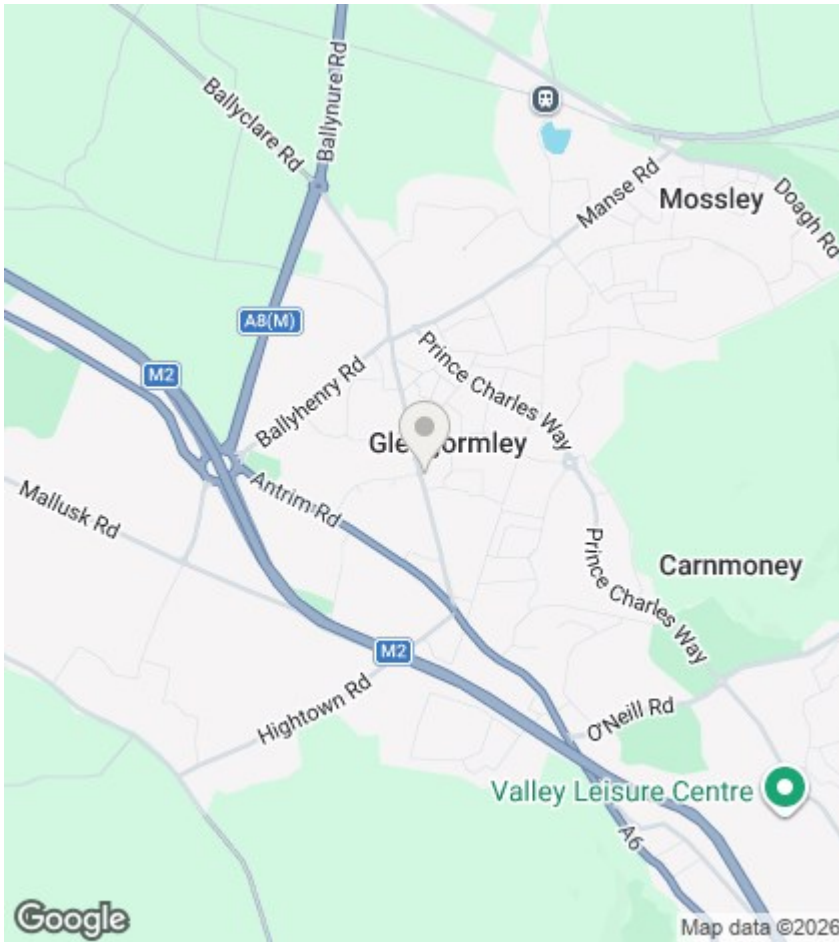 Ballynure Rd
Ballyclare Rd
Manse Rd
Mossley
Doagh Rd
A8(M)
M2
Prince Charles Way
Ballyhenry Rd
Antrim Rd
Mallusk Rd
Prince Charles Way
Carnmoney
M2
Hightown Rd
O'Neill Rd
Valley Leisure Centre
A6
Google
Map data ©2026